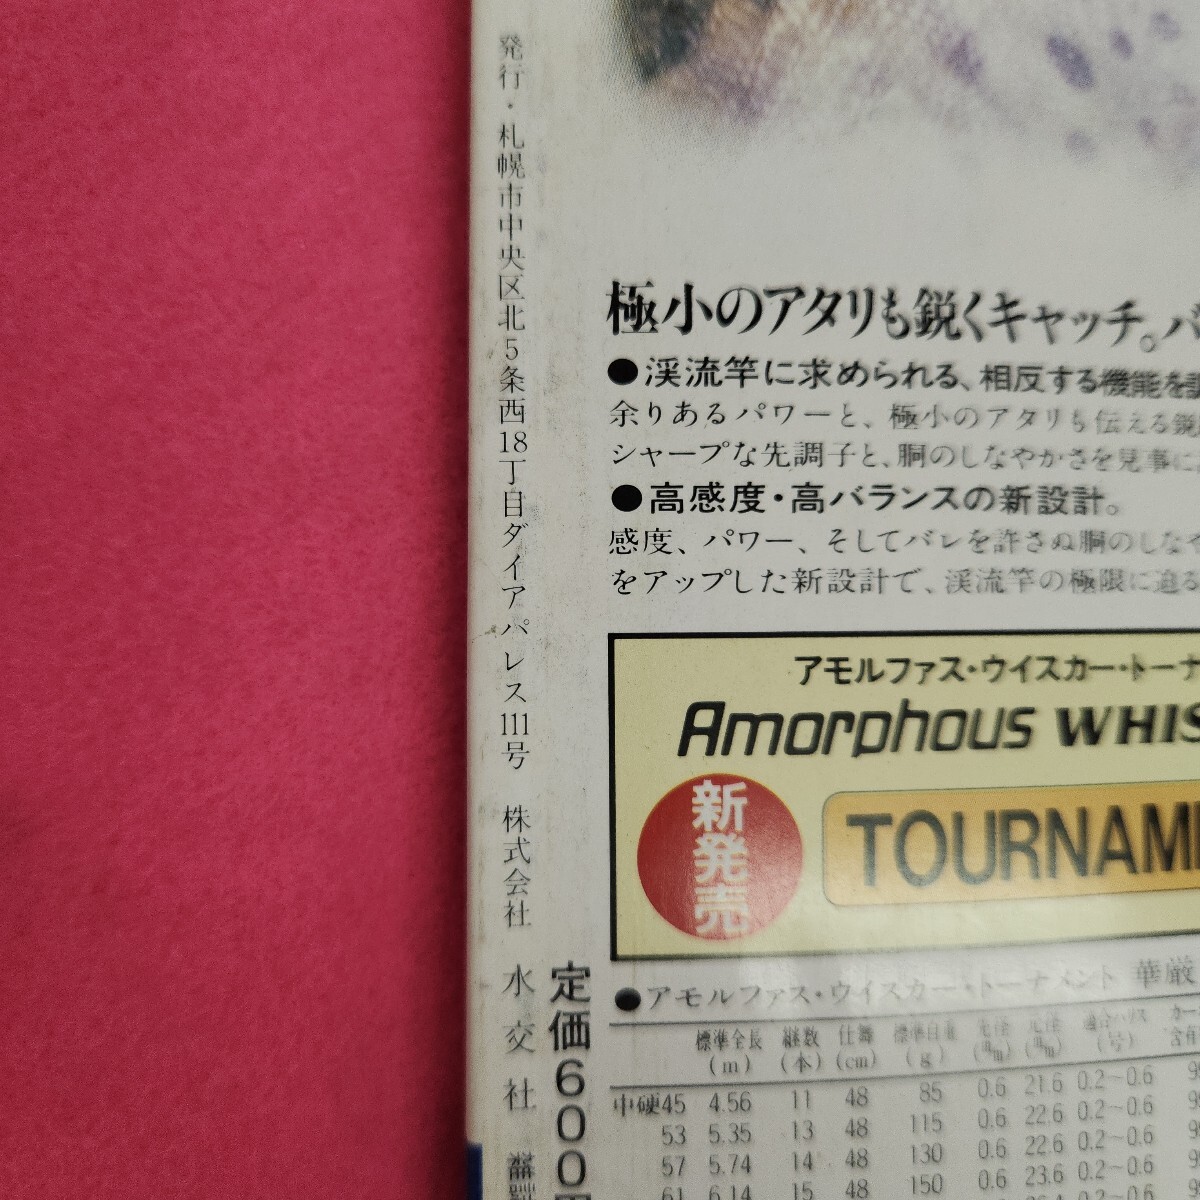 発行・札幌市中央区北5条西18丁目ダイアパレス111号 株式会社 水交社
定価600円
極小のアタリも鋭くキャッチ。バ
●渓流竿に求められる、相反する機能を
余りあるパワーと、極小のアタリも伝える鋭
シャープな先調子と、胴のしなやかさを見事に
●高感度・高バランスの新設計。
感度、パワー、そしてバレを許さぬ胴のしなや
をアップした新設計で、渓流竿の極限に迫る
アモルファス・ウイスカー・トーナ
Amorphous WHIS
新発売
TOURNAM
●アモルファス・ウイスカー・トーナメント 華厳
標準全長(m) 継数(本) 仕舞(cm) 標準自重(g) 先径(mm) 元径(mm) 適合ハリス(号)
中硬45 4.56 11 48 85 0.6 21.6 0.2~0.6
53 5.35 13 48 115 0.6 22.6 0.2~0.6
57 5.74 14 48 130 0.6 22.6 0.2~0.6
61 6.14 15 48 150 0.6 23.6 0.2~0.6